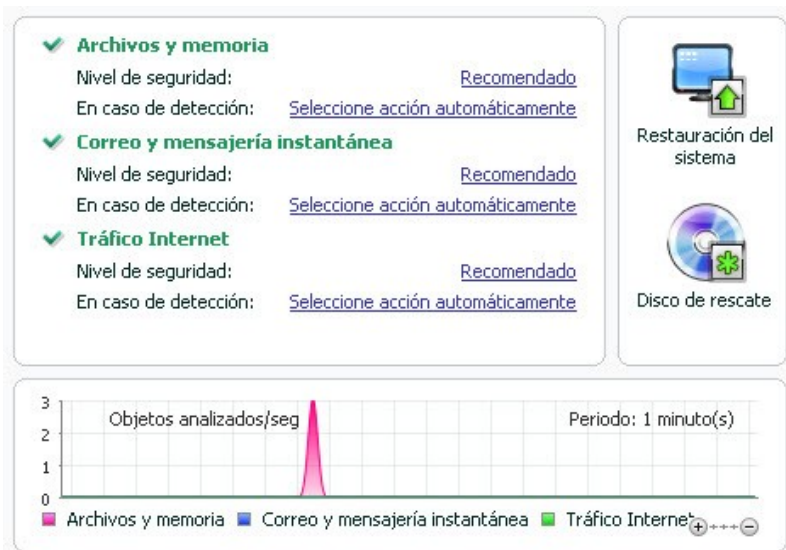 Archivos y memoria
Nivel de seguridad: Recomendado
En caso de detección: Seleccione acción automáticamente
Correo y mensajería instantánea
Nivel de seguridad: Recomendado
En caso de detección: Seleccione acción automáticamente
Tráfico Internet
Nivel de seguridad: Recomendado
En caso de detección: Seleccione acción automáticamente
Restauración del
sistema
Disco de rescate
3
Objetos analizados/seg Periodo: 1 minuto(s)
2
1
0
Archivos y memoria Correo y mensajería instantánea Tráfico Internet